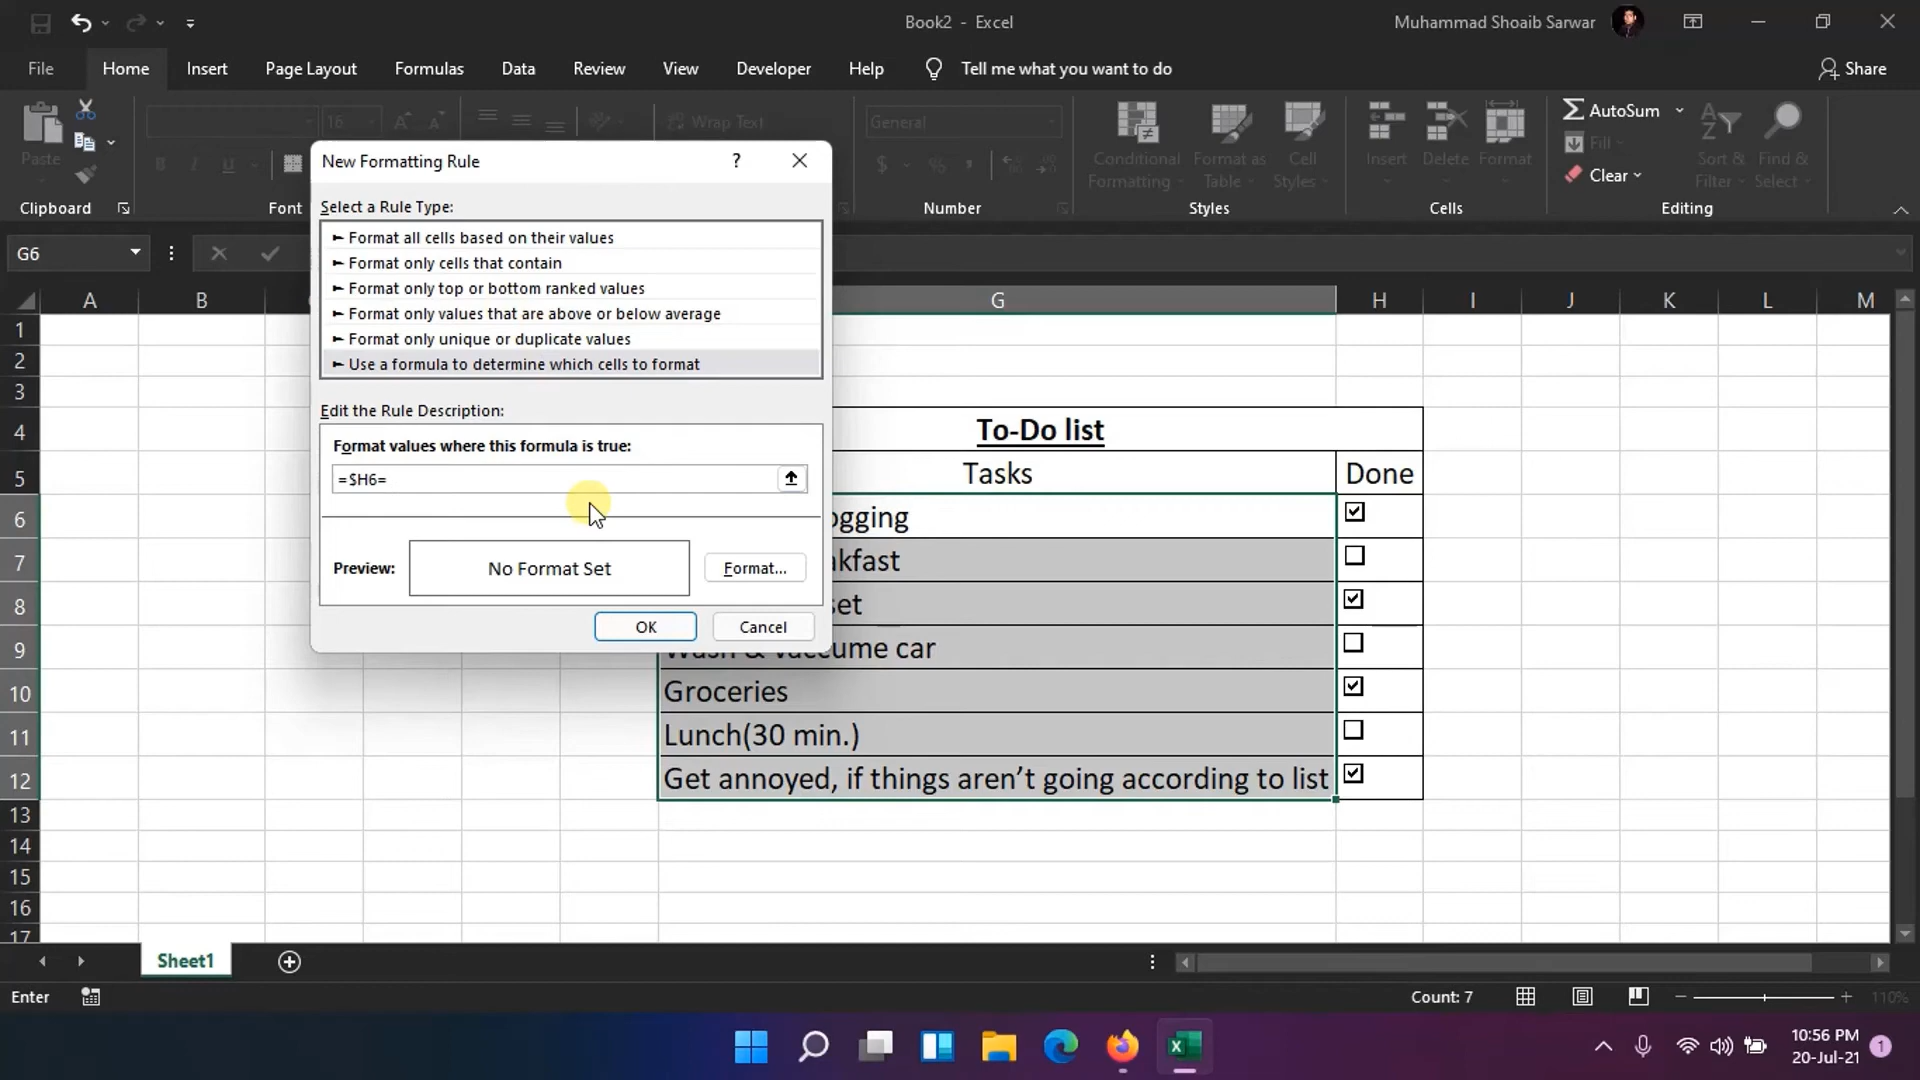 Book2 - Excel
Muhammad Shoaib Sarwar
File
Home
Insert
Page Layout
Formulas
Data
Review
View
Developer
Help
Tell me what you want to do
Share
Paste
16
Wrap Text
General
Conditional
Formatting
Format as
Table
Cell
Styles
Insert
Delete
Format
AutoSum
Fill
Clear
Sort &
Filter
Find &
Select
Clipboard
Font
Number
Styles
Cells
Editing
G6
New Formatting Rule
Select a Rule Type:
► Format all cells based on their values
► Format only cells that contain
► Format only top or bottom ranked values
► Format only values that are above or below average
► Format only unique or duplicate values
► Use a formula to determine which cells to format
Edit the Rule Description:
Format values where this formula is true:
=$H6=
Preview:
No Format Set
Format...
OK
Cancel
A B G H I J K L M
1
2
3
4 To-Do list
5 Tasks Done
6 ogging
7 akfast
8 set
9 Wash & vaccume car
10 Groceries
11 Lunch(30 min.)
12 Get annoyed, if things aren’t going according to list
13
14
15
16
17
Sheet1
Enter
Count: 7
110%
10:56 PM
20-Jul-21
1